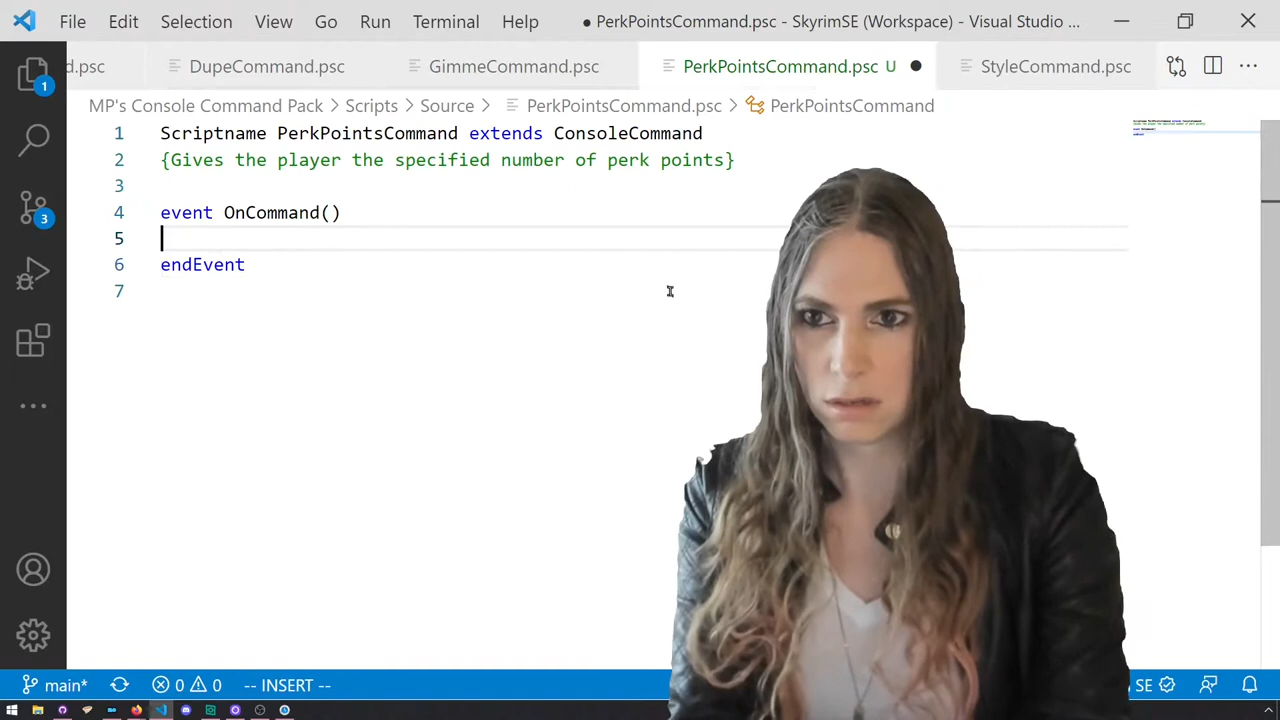 File Edit Selection View Go Run Terminal Help ● PerkPointsCommand.psc - SkyrimSE (Workspace) - Visual Studio ...
d.psc DupeCommand.psc GimmeCommand.psc PerkPointsCommand.psc U ● StyleCommand.psc
MP's Console Command Pack > Scripts > Source > PerkPointsCommand.psc > PerkPointsCommand
1 Scriptname PerkPointsCommand extends ConsoleCommand
2 {Gives the player the specified number of perk points}
3
4 event OnCommand()
5
6 endEvent
7
1
3
main* 0 0 -- INSERT -- SE